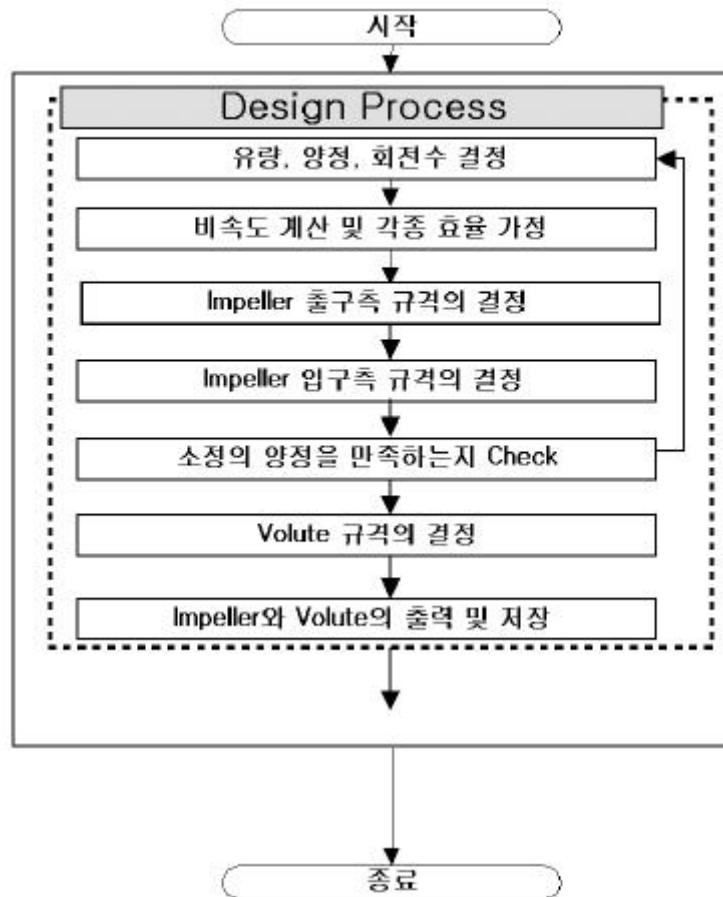 시작
Design Process
유량, 양정, 회전수 결정
비속도 계산 및 각종 효율 가정
Impeller 출구측 규격의 결정
Impeller 입구측 규격의 결정
소정의 양정을 만족하는지 Check
Volute 규격의 결정
Impeller와 Volute의 출력 및 저장
종료